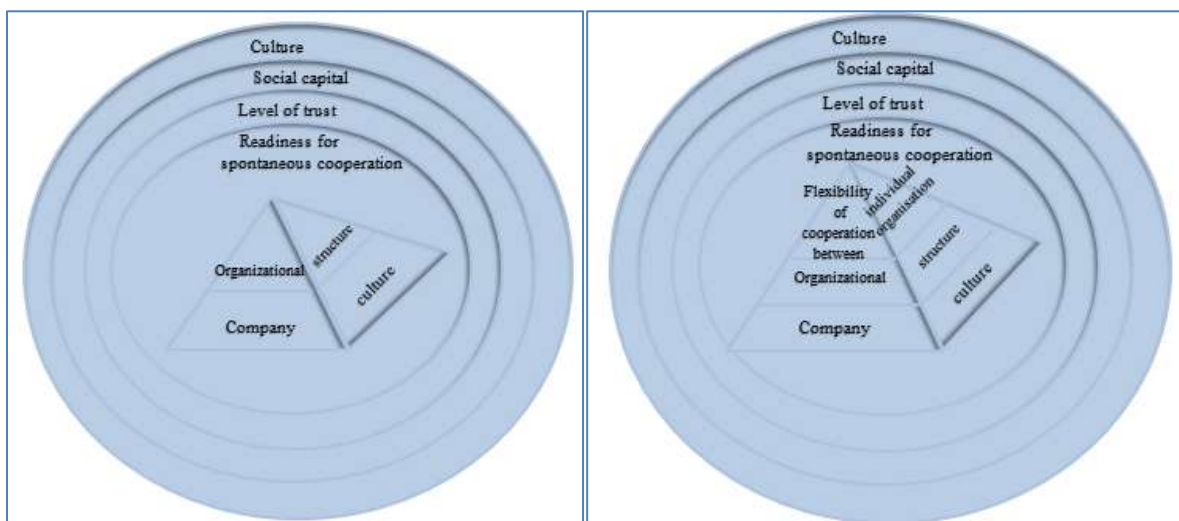 Culture
Social capital
Level of trust
Readiness for
spontaneous cooperation
Organizational
structure
Company
culture
Culture
Social capital
Level of trust
Readiness for
spontaneous cooperation
Flexibility
of
cooperation
between
individual
organisation
Organizational
structure
Company
culture